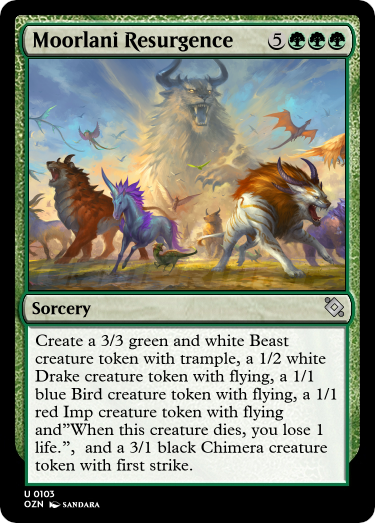 Moorlani Resurgence 5
Sorcery
Create a 3/3 green and white Beast
creature token with trample, a 1/2 white
Drake creature token with flying, a 1/1
blue Bird creature token with flying, a 1/1
red Imp creature token with flying
and”When this creature dies, you lose 1
life.”,  and a 3/1 black Chimera creature
token with first strike.
U 0103
OZN SANDARA